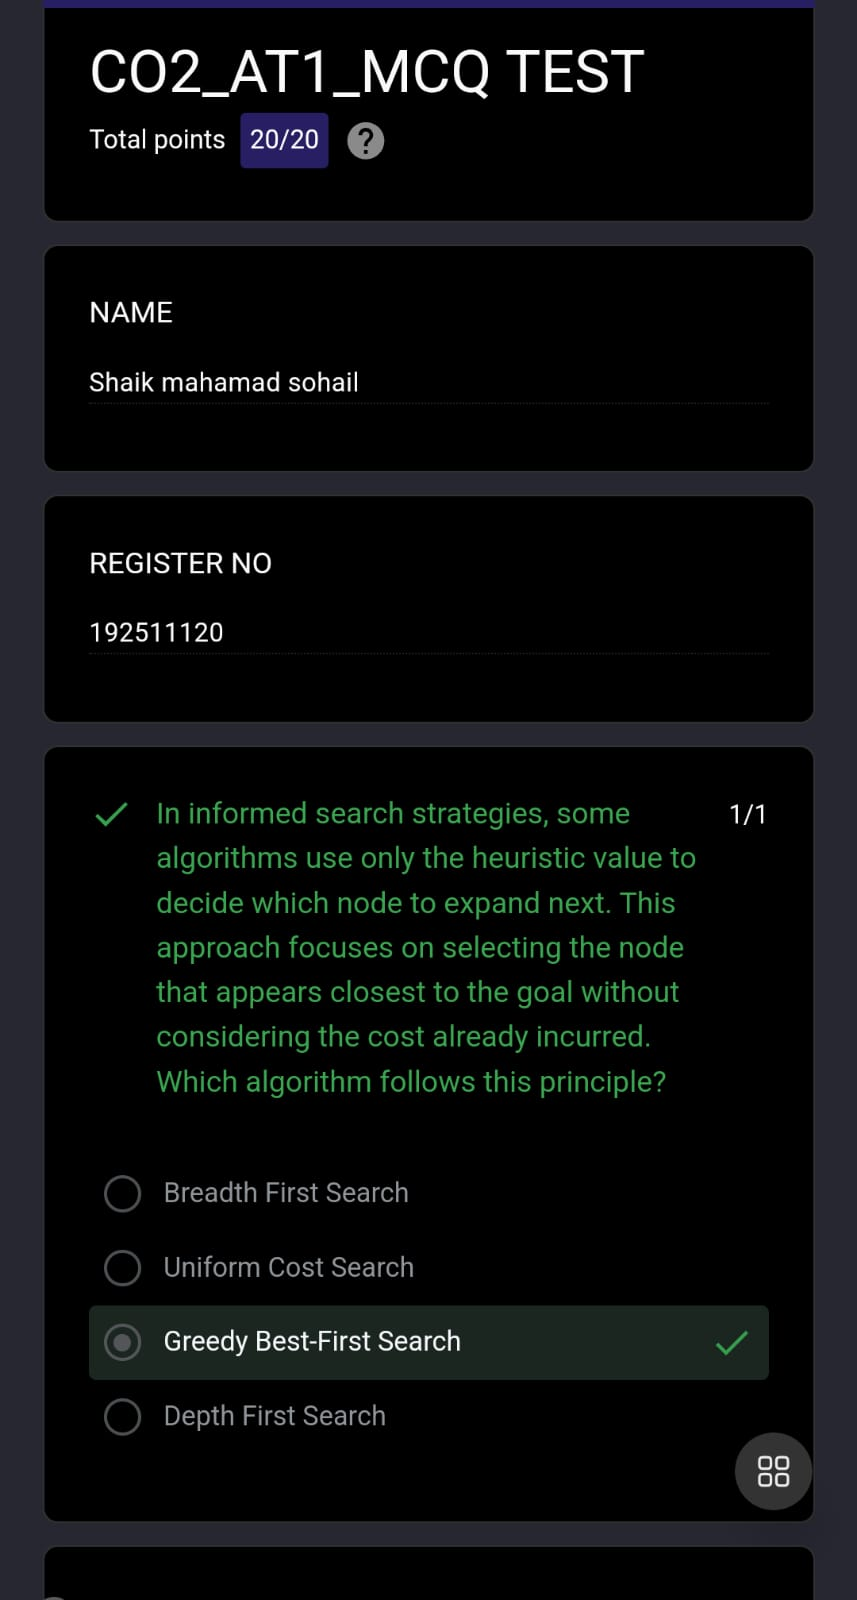 CO2_AT1_MCQ TEST
Total points 20/20 ?
NAME
Shaik mahamad sohail
REGISTER NO
192511120
In informed search strategies, some 1/1
algorithms use only the heuristic value to
decide which node to expand next. This
approach focuses on selecting the node
that appears closest to the goal without
considering the cost already incurred.
Which algorithm follows this principle?
Breadth First Search
Uniform Cost Search
Greedy Best-First Search
Depth First Search